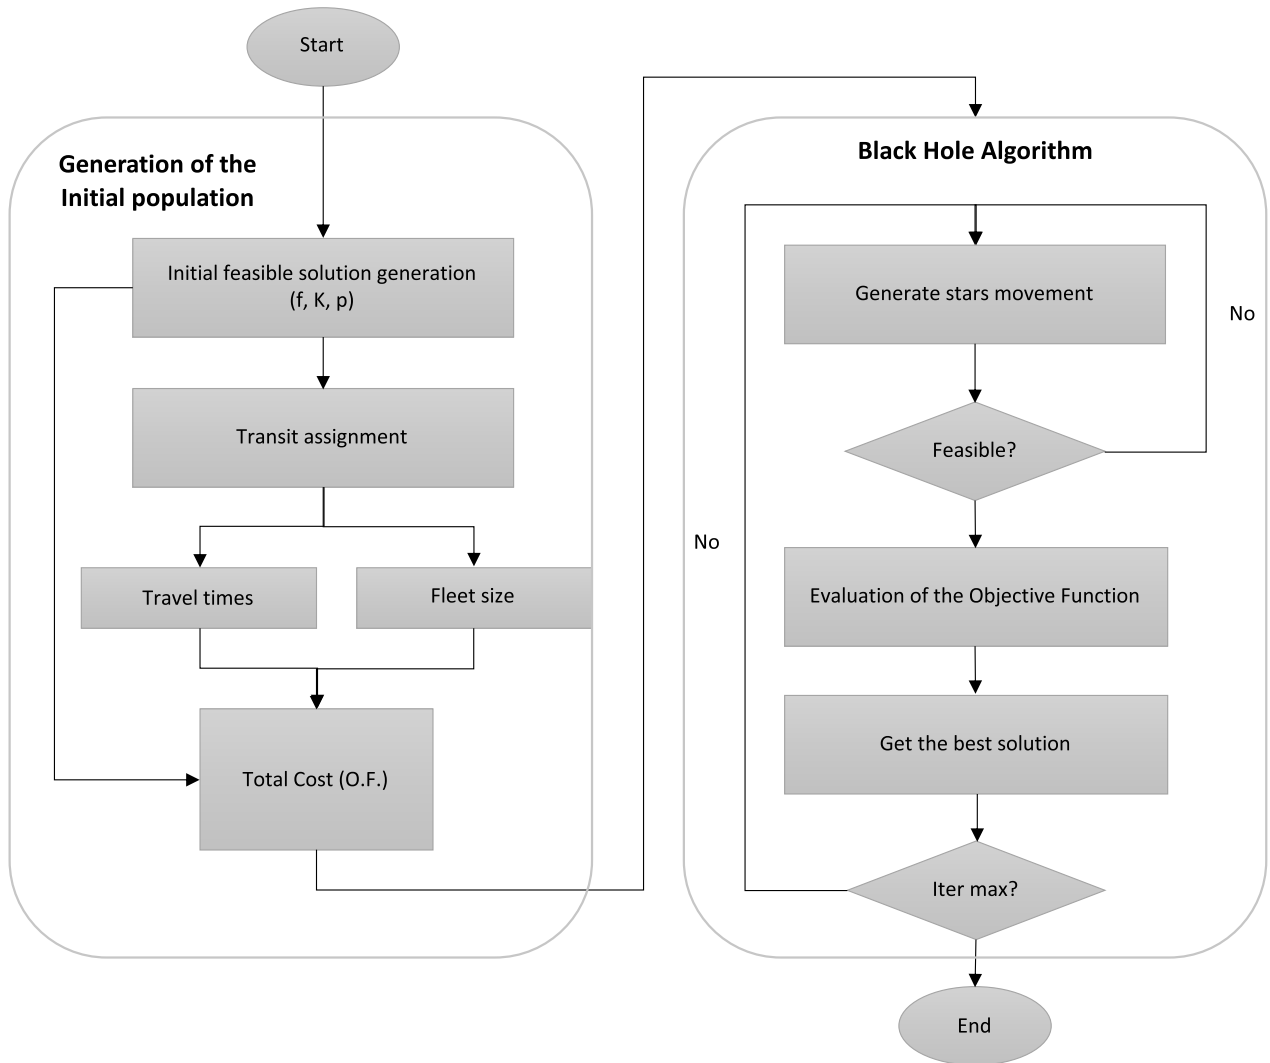 Start
Generation of the
Initial population
Initial feasible solution generation
(f, K, p)
Transit assignment
Travel times
Fleet size
Total Cost (O.F.)
Black Hole Algorithm
Generate stars movement
No
Feasible?
No
Evaluation of the Objective Function
Get the best solution
Iter max?
End